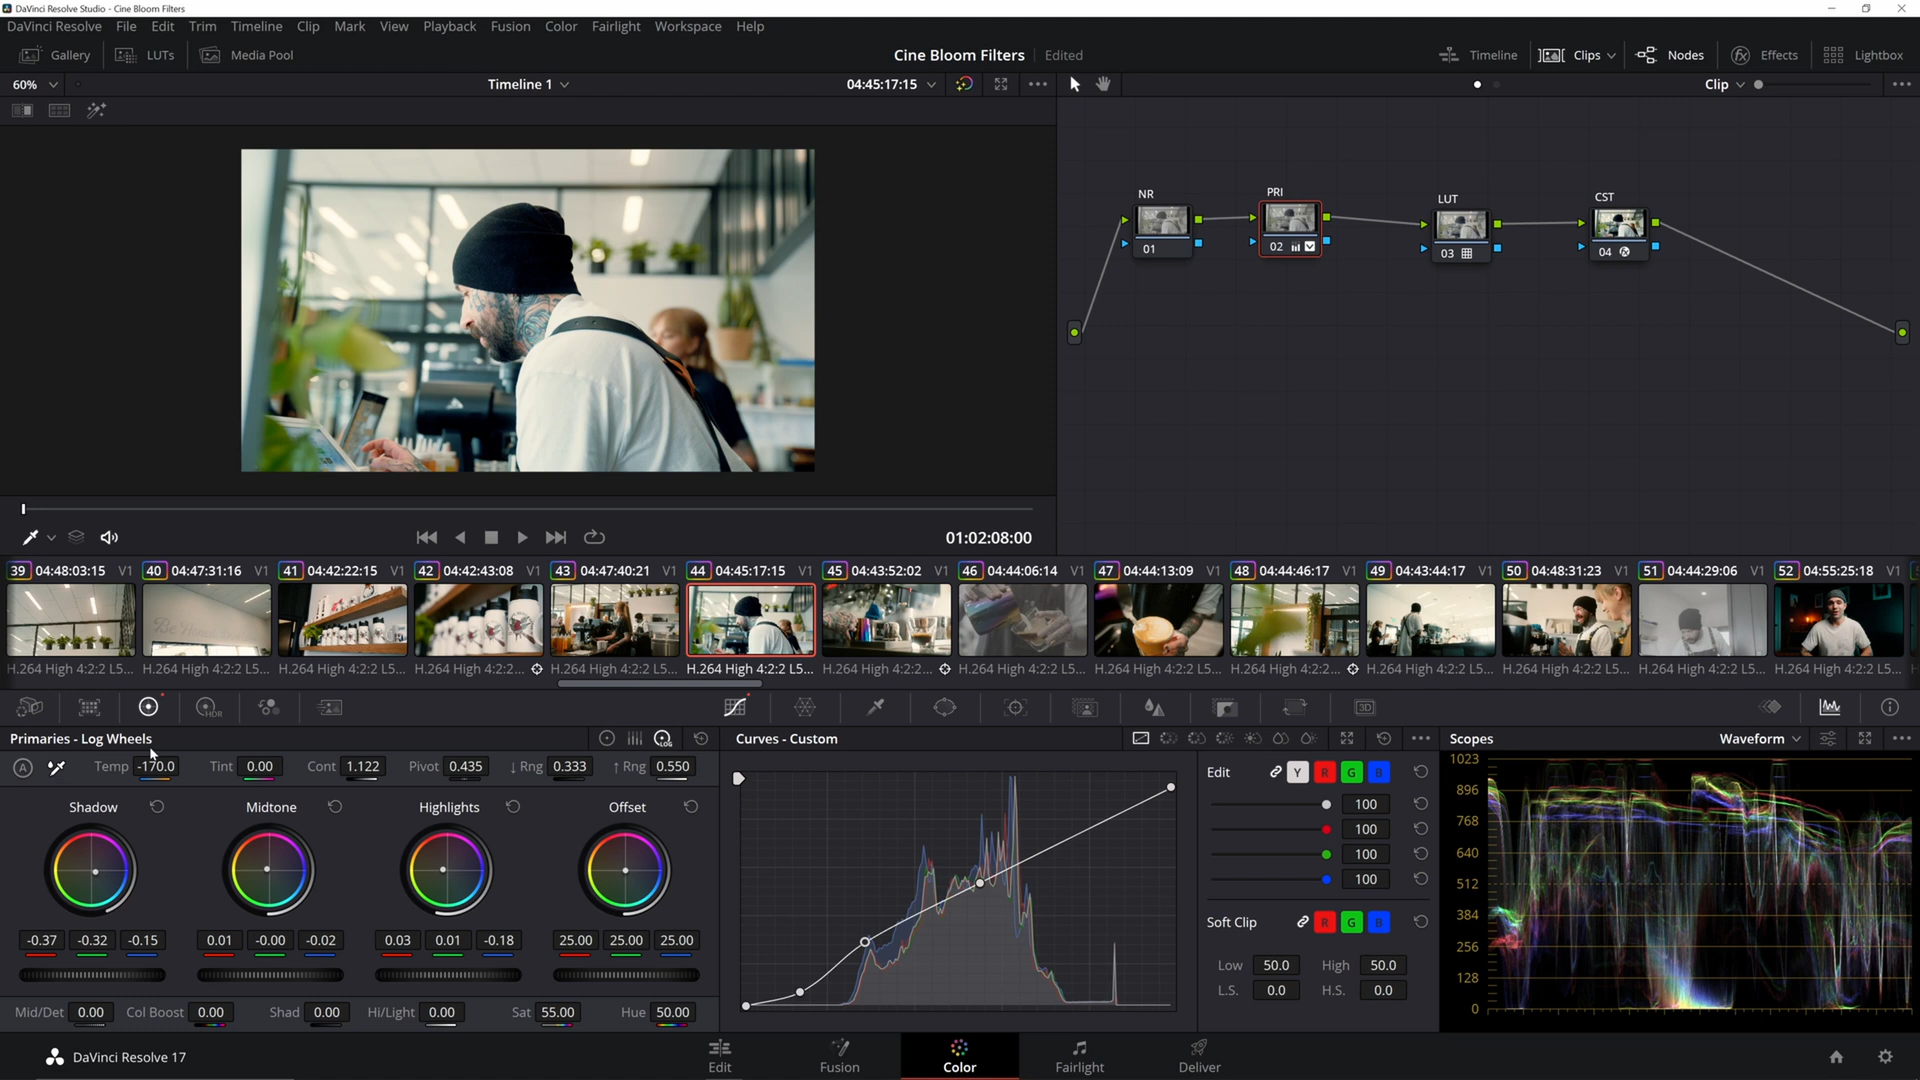 DaVinci Resolve Studio - Cine Bloom Filters
DaVinci Resolve File Edit Trim Timeline Clip Mark View Playback Fusion Color Fairlight Workspace Help
Gallery LUTs Media Pool Cine Bloom Filters Edited Timeline Clips Nodes Effects Lightbox
60% Timeline 1 04:45:17:15 Clip
NR PRI LUT CST
01 02 03 04
01:02:08:00
39 04:48:03:15 V1 40 04:47:31:16 V1 41 04:42:22:15 V1 42 04:42:43:08 V1 43 04:47:40:21 V1 44 04:45:17:15 V1 45 04:43:52:02 V1 46 04:44:06:14 V1 47 04:44:13:09 V1 48 04:44:46:17 V1 49 04:43:44:17 V1 50 04:48:31:23 V1 51 04:44:29:06 V1 52 04:55:25:18 V1
H.264 High 4:2:2 L5... H.264 High 4:2:2 L5... H.264 High 4:2:2 L5... H.264 High 4:2:2... H.264 High 4:2:2 L5... H.264 High 4:2:2 L5... H.264 High 4:2:2... H.264 High 4:2:2 L5... H.264 High 4:2:2 L5... H.264 High 4:2:2... H.264 High 4:2:2 L5... H.264 High 4:2:2 L5... H.264 High 4:2:2 L5... H.264 High 4:2:2 L5...
HDR 3D
Primaries - Log Wheels LOG Curves - Custom Scopes Waveform
A Temp -170.0 Tint 0.00 Cont 1.122 Pivot 0.435 ↓ Rng 0.333 ↑ Rng 0.550
Shadow Midtone Highlights Offset
-0.37 -0.32 -0.15 0.01 -0.00 -0.02 0.03 0.01 -0.18 25.00 25.00 25.00
Mid/Det 0.00 Col Boost 0.00 Shad 0.00 Hi/Light 0.00 Sat 55.00 Hue 50.00
Edit Y R G B
100
100
100
100
Soft Clip R G B
Low 50.0 High 50.0
L.S. 0.0 H.S. 0.0
1023
896
768
640
512
384
256
128
0
DaVinci Resolve 17 Edit Fusion Color Fairlight Deliver